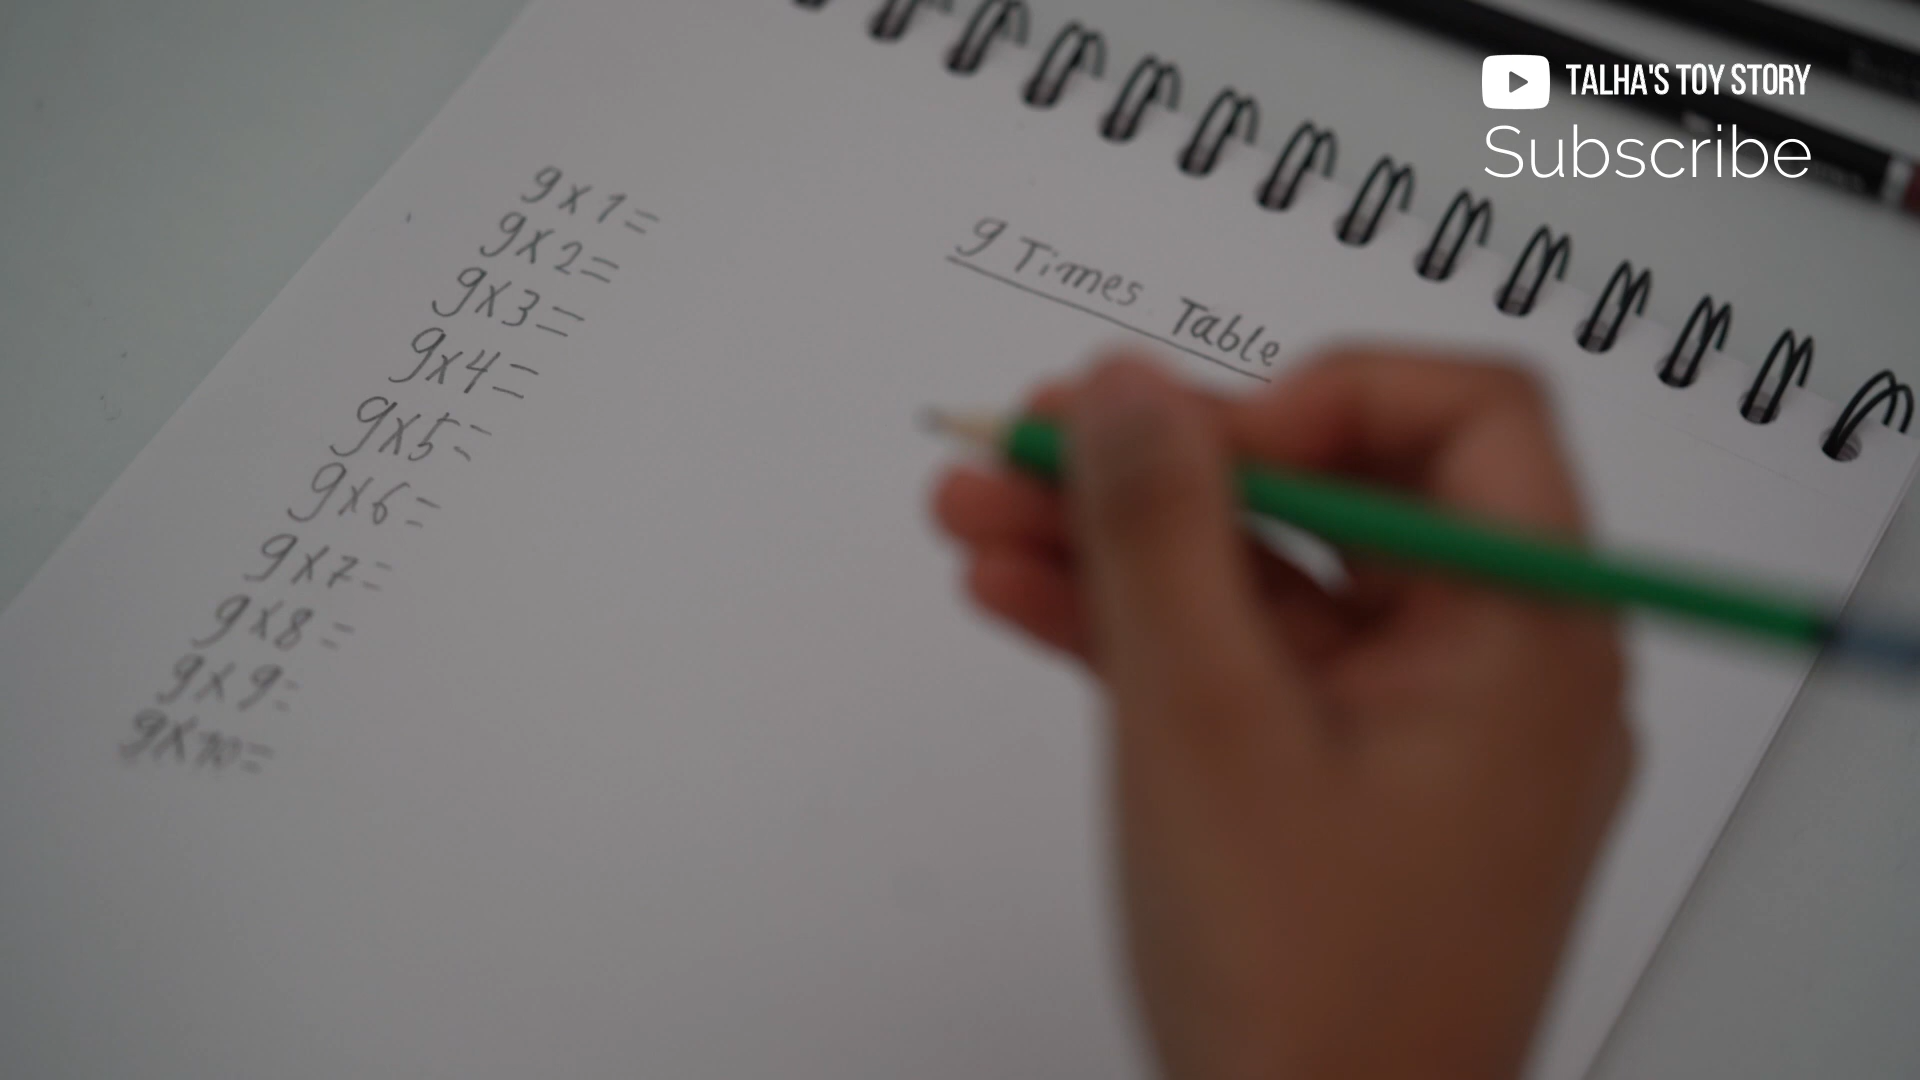 TALHA'S TOY STORY
Subscribe
9 Times Table
9x1=
9x2=
9x3=
9x4=
9x5=
9x6=
9x7=
9x8=
9x9=
9x10=